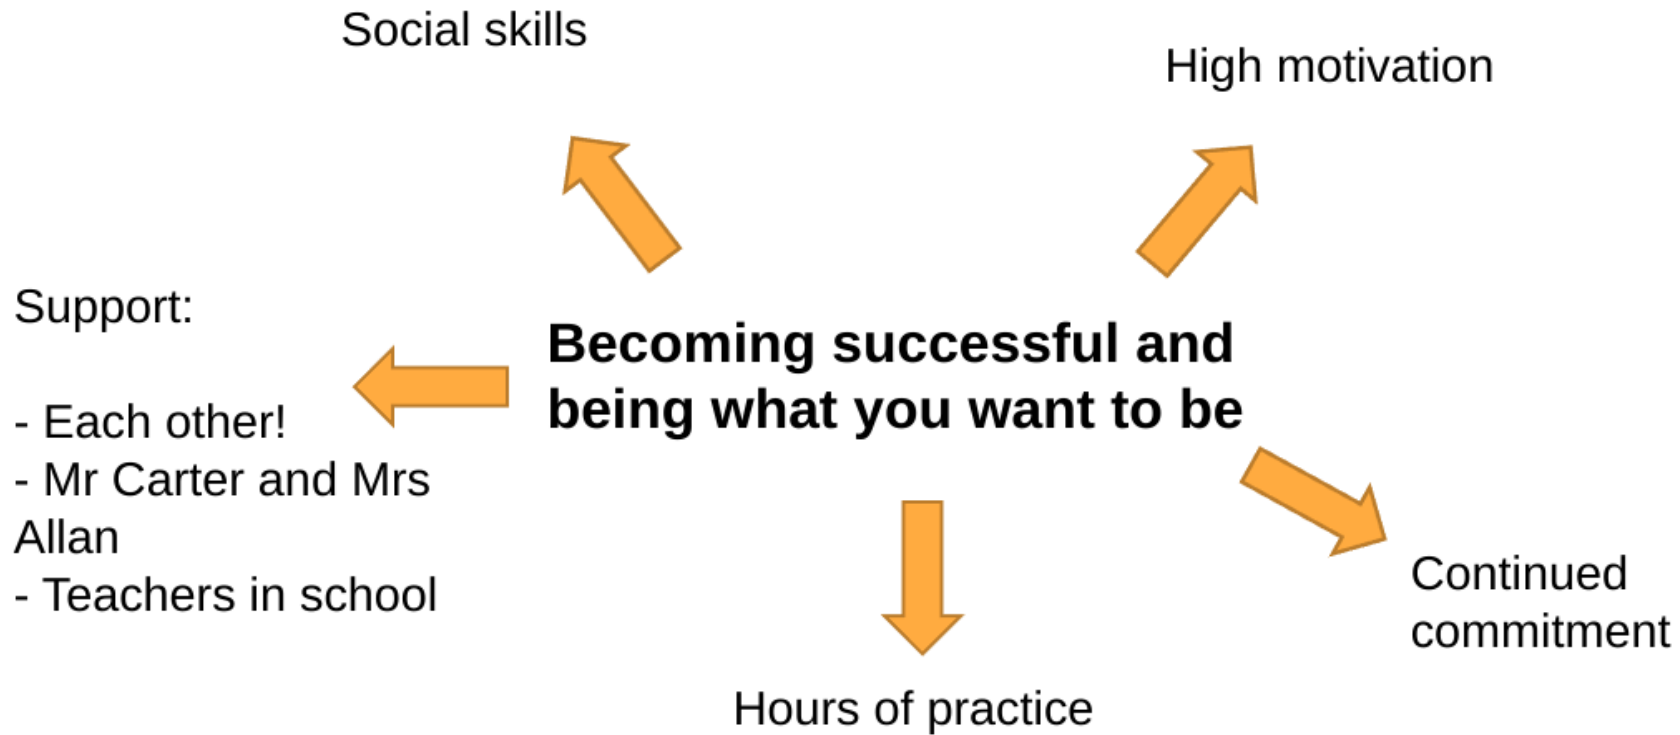 Social skills
High motivation
Support:
- Each other!
- Mr Carter and Mrs
Allan
- Teachers in school
Becoming successful and
being what you want to be
Continued
commitment
Hours of practice